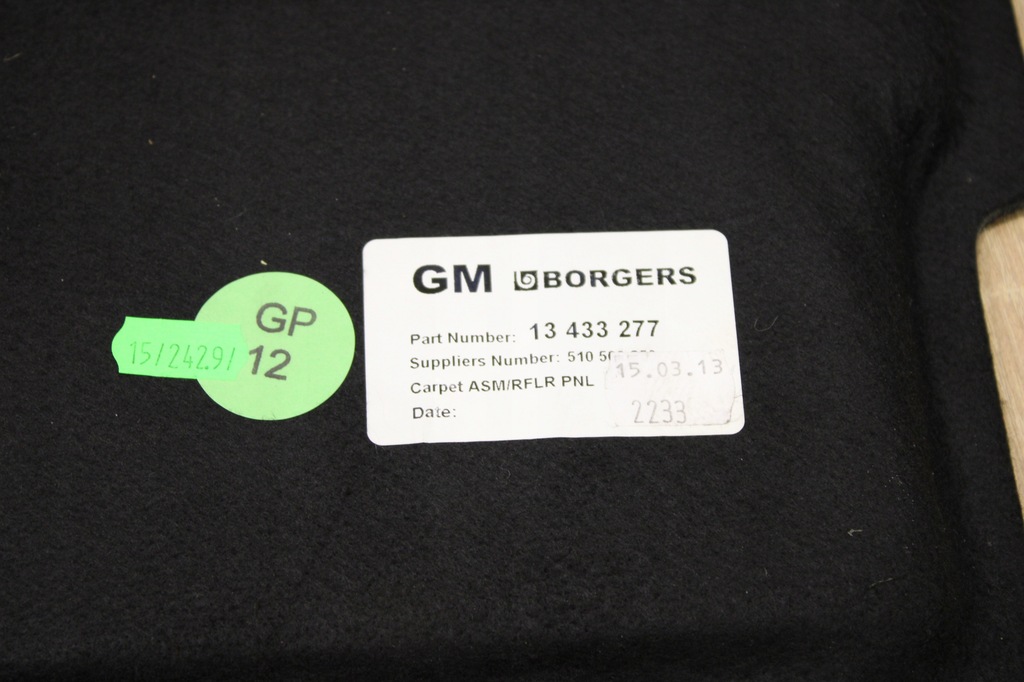 GP
12
15/24291
GM BORGERS
Part Number: 13 433 277
Suppliers Number: 510
Carpet ASM/RFLR PNL
Date:
15.03.13
2233